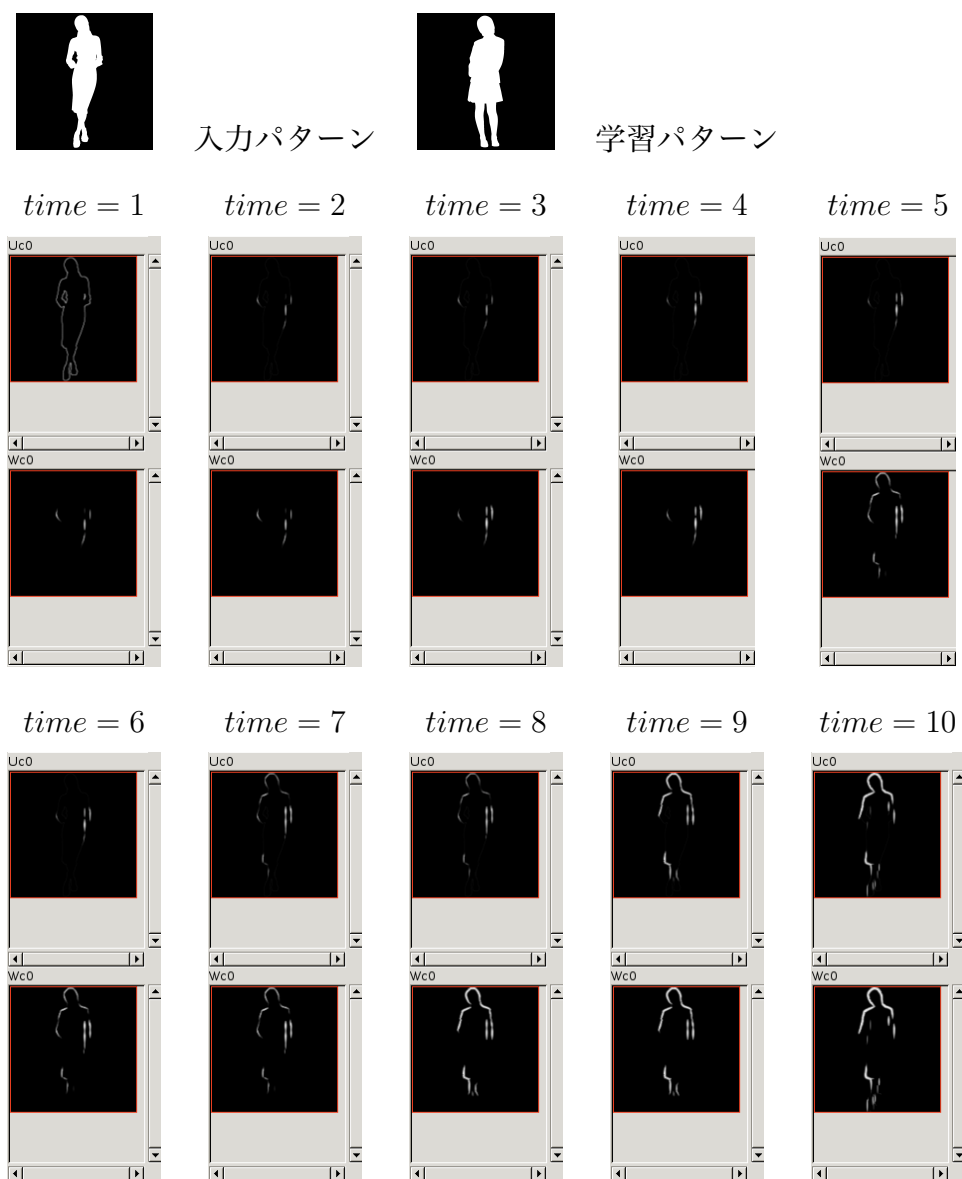 入力パターン 学習パターン
time = 1 time = 2 time = 3 time = 4 time = 5
Uc0 Uc0 Uc0 Uc0 Uc0
Wc0 Wc0 Wc0 Wc0 Wc0
time = 6 time = 7 time = 8 time = 9 time = 10
Uc0 Uc0 Uc0 Uc0 Uc0
Wc0 Wc0 Wc0 Wc0 Wc0